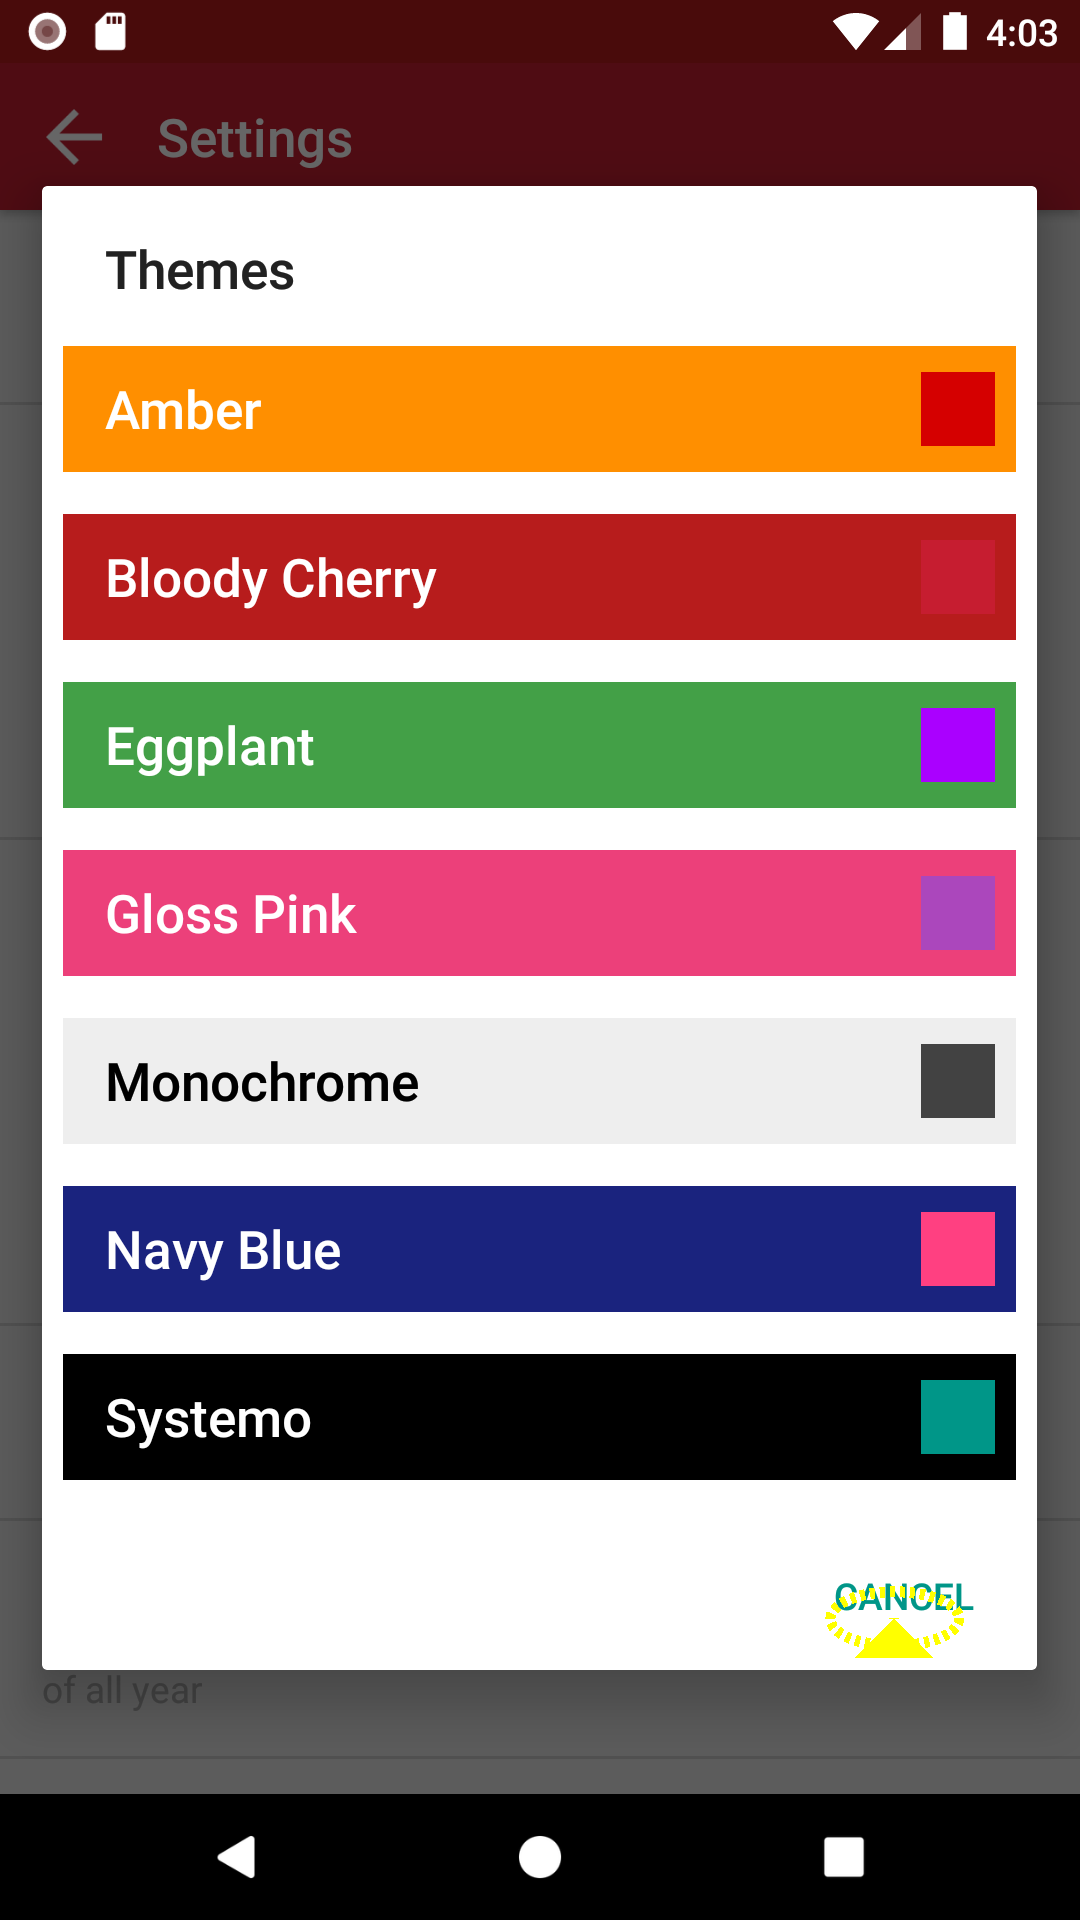 4:03
Settings
Themes
Amber
Bloody Cherry
Eggplant
Gloss Pink
Monochrome
Navy Blue
Systemo
CANCEL
of all year